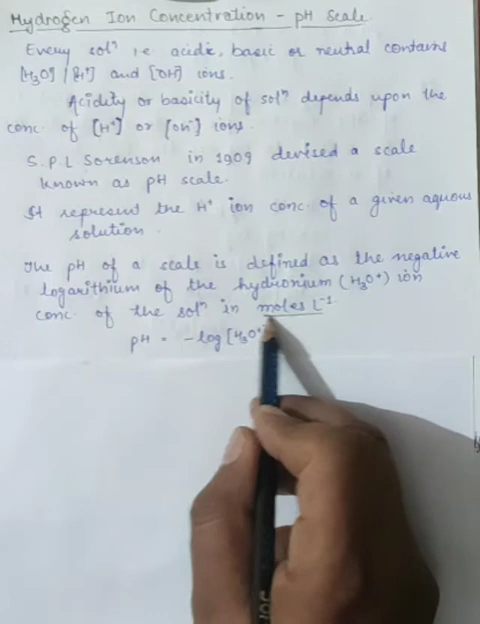 Hydrogen Ion Concentration - pH Scale
Every solⁿ i.e acidic, basic or neutral contains
[H₃O⁺] / [H⁺] and [OH] ions.
Acidity or basicity of solⁿ depends upon the
conc of [H⁺] or [OH⁻] ions.
S.P.L Sorenson in 1909 devised a scale
known as pH scale.
It represent the H⁺ ion conc. of a given aquous
solution.
The pH of a scale is defined as the negative
logarithium of the hydronium (H₃O⁺) ion
conc of the solⁿ in moles L⁻¹.
pH = -log [H₃O⁺